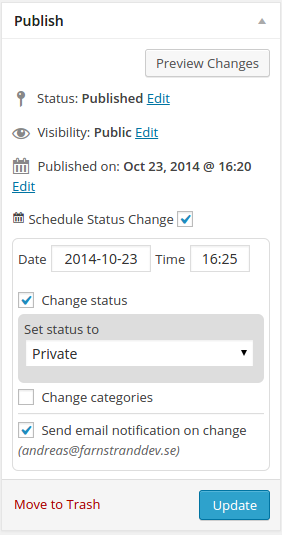 Publish
Preview Changes
Status: Published Edit
Visibility: Public Edit
Published on: Oct 23, 2014 @ 16:20
Edit
Schedule Status Change
Date 2014-10-23 Time 16:25
Change status
Set status to
Private
Change categories
Send email notification on change
(andreas@farnstranddev.se)
Move to Trash Update